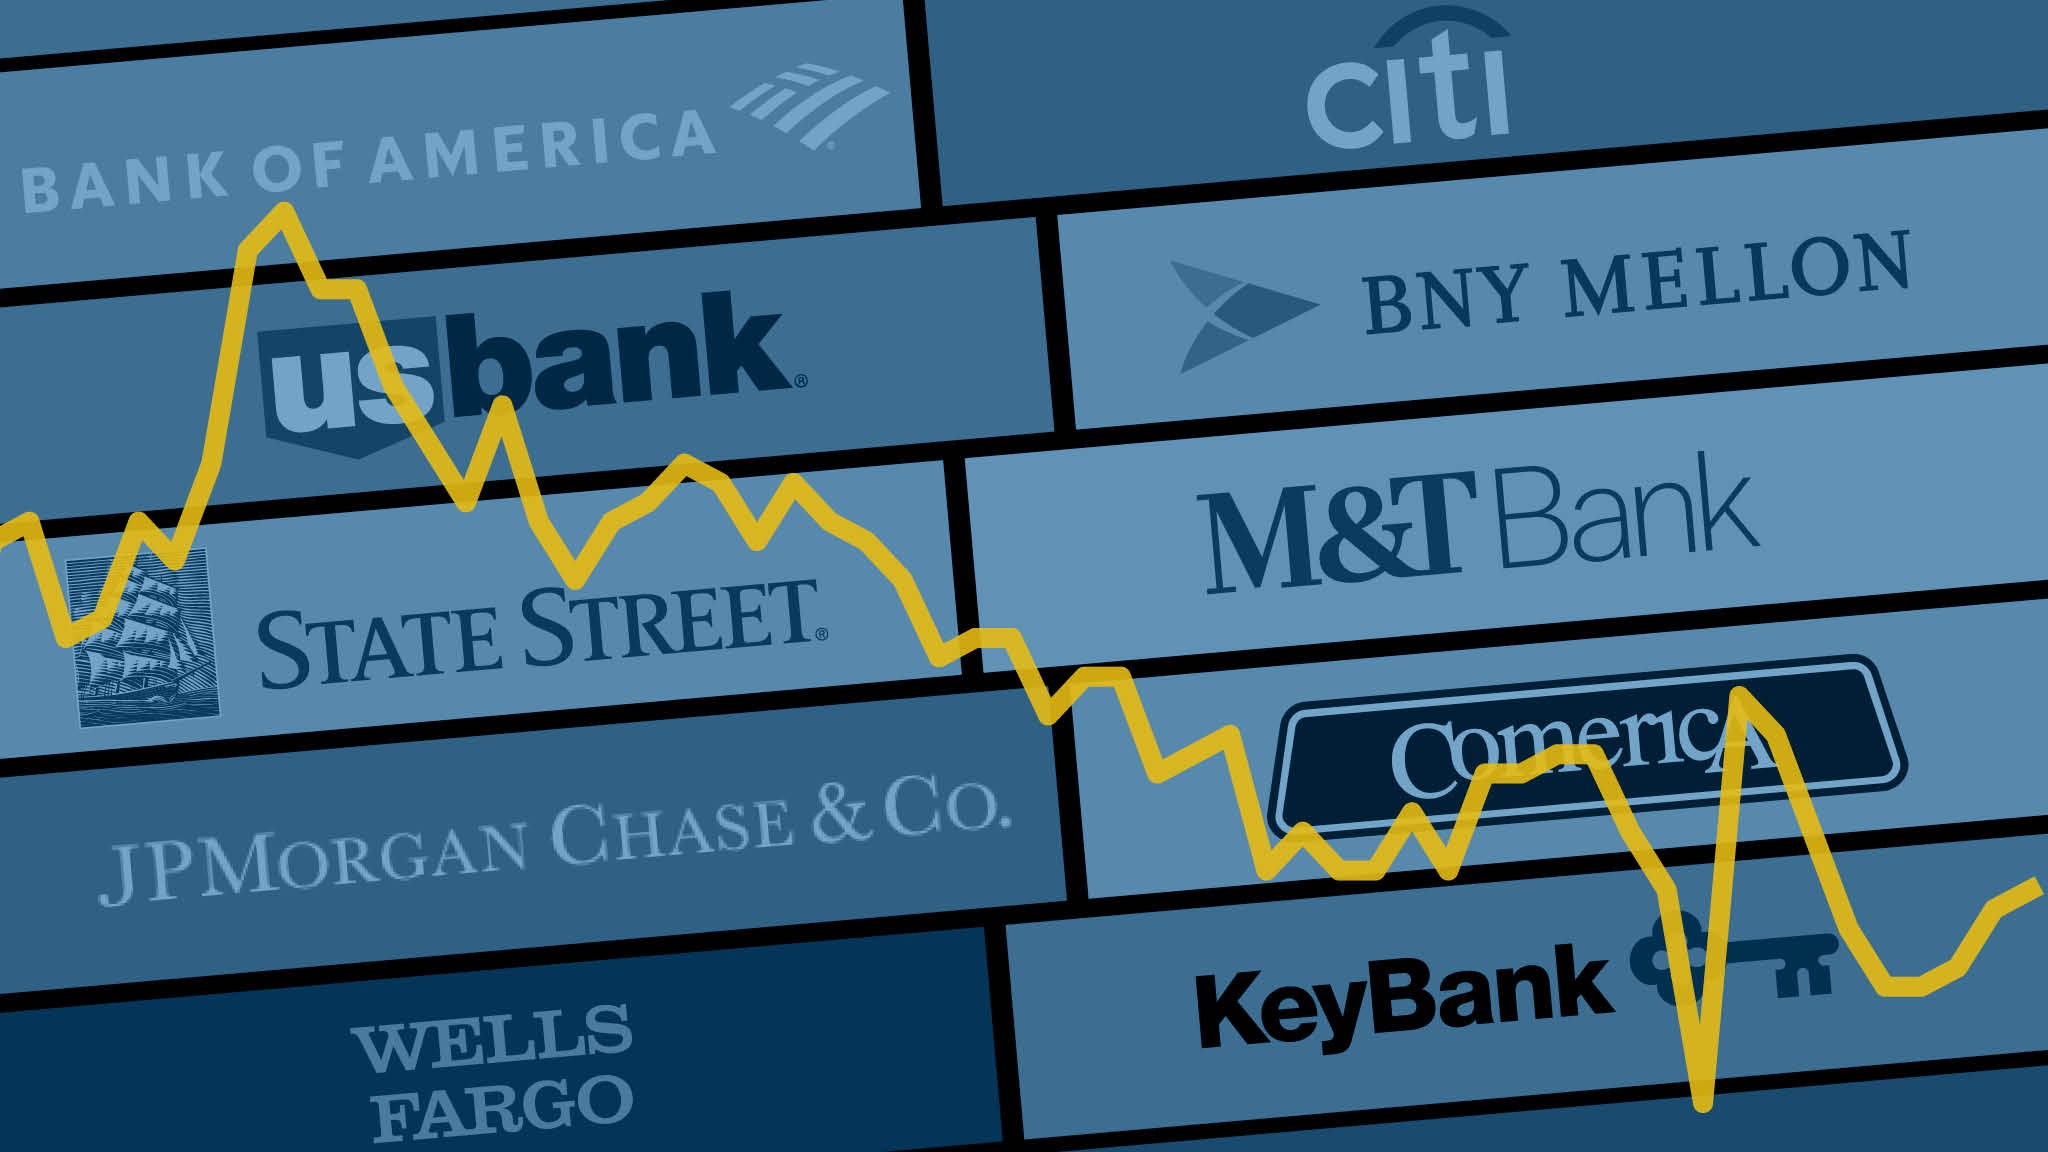 BANK OF AMERICA ®
citi
usbank®
BNY MELLON
STATE STREET®
M&T Bank
JPMORGAN CHASE & CO.
ComericA
WELLS
FARGO
KeyBank